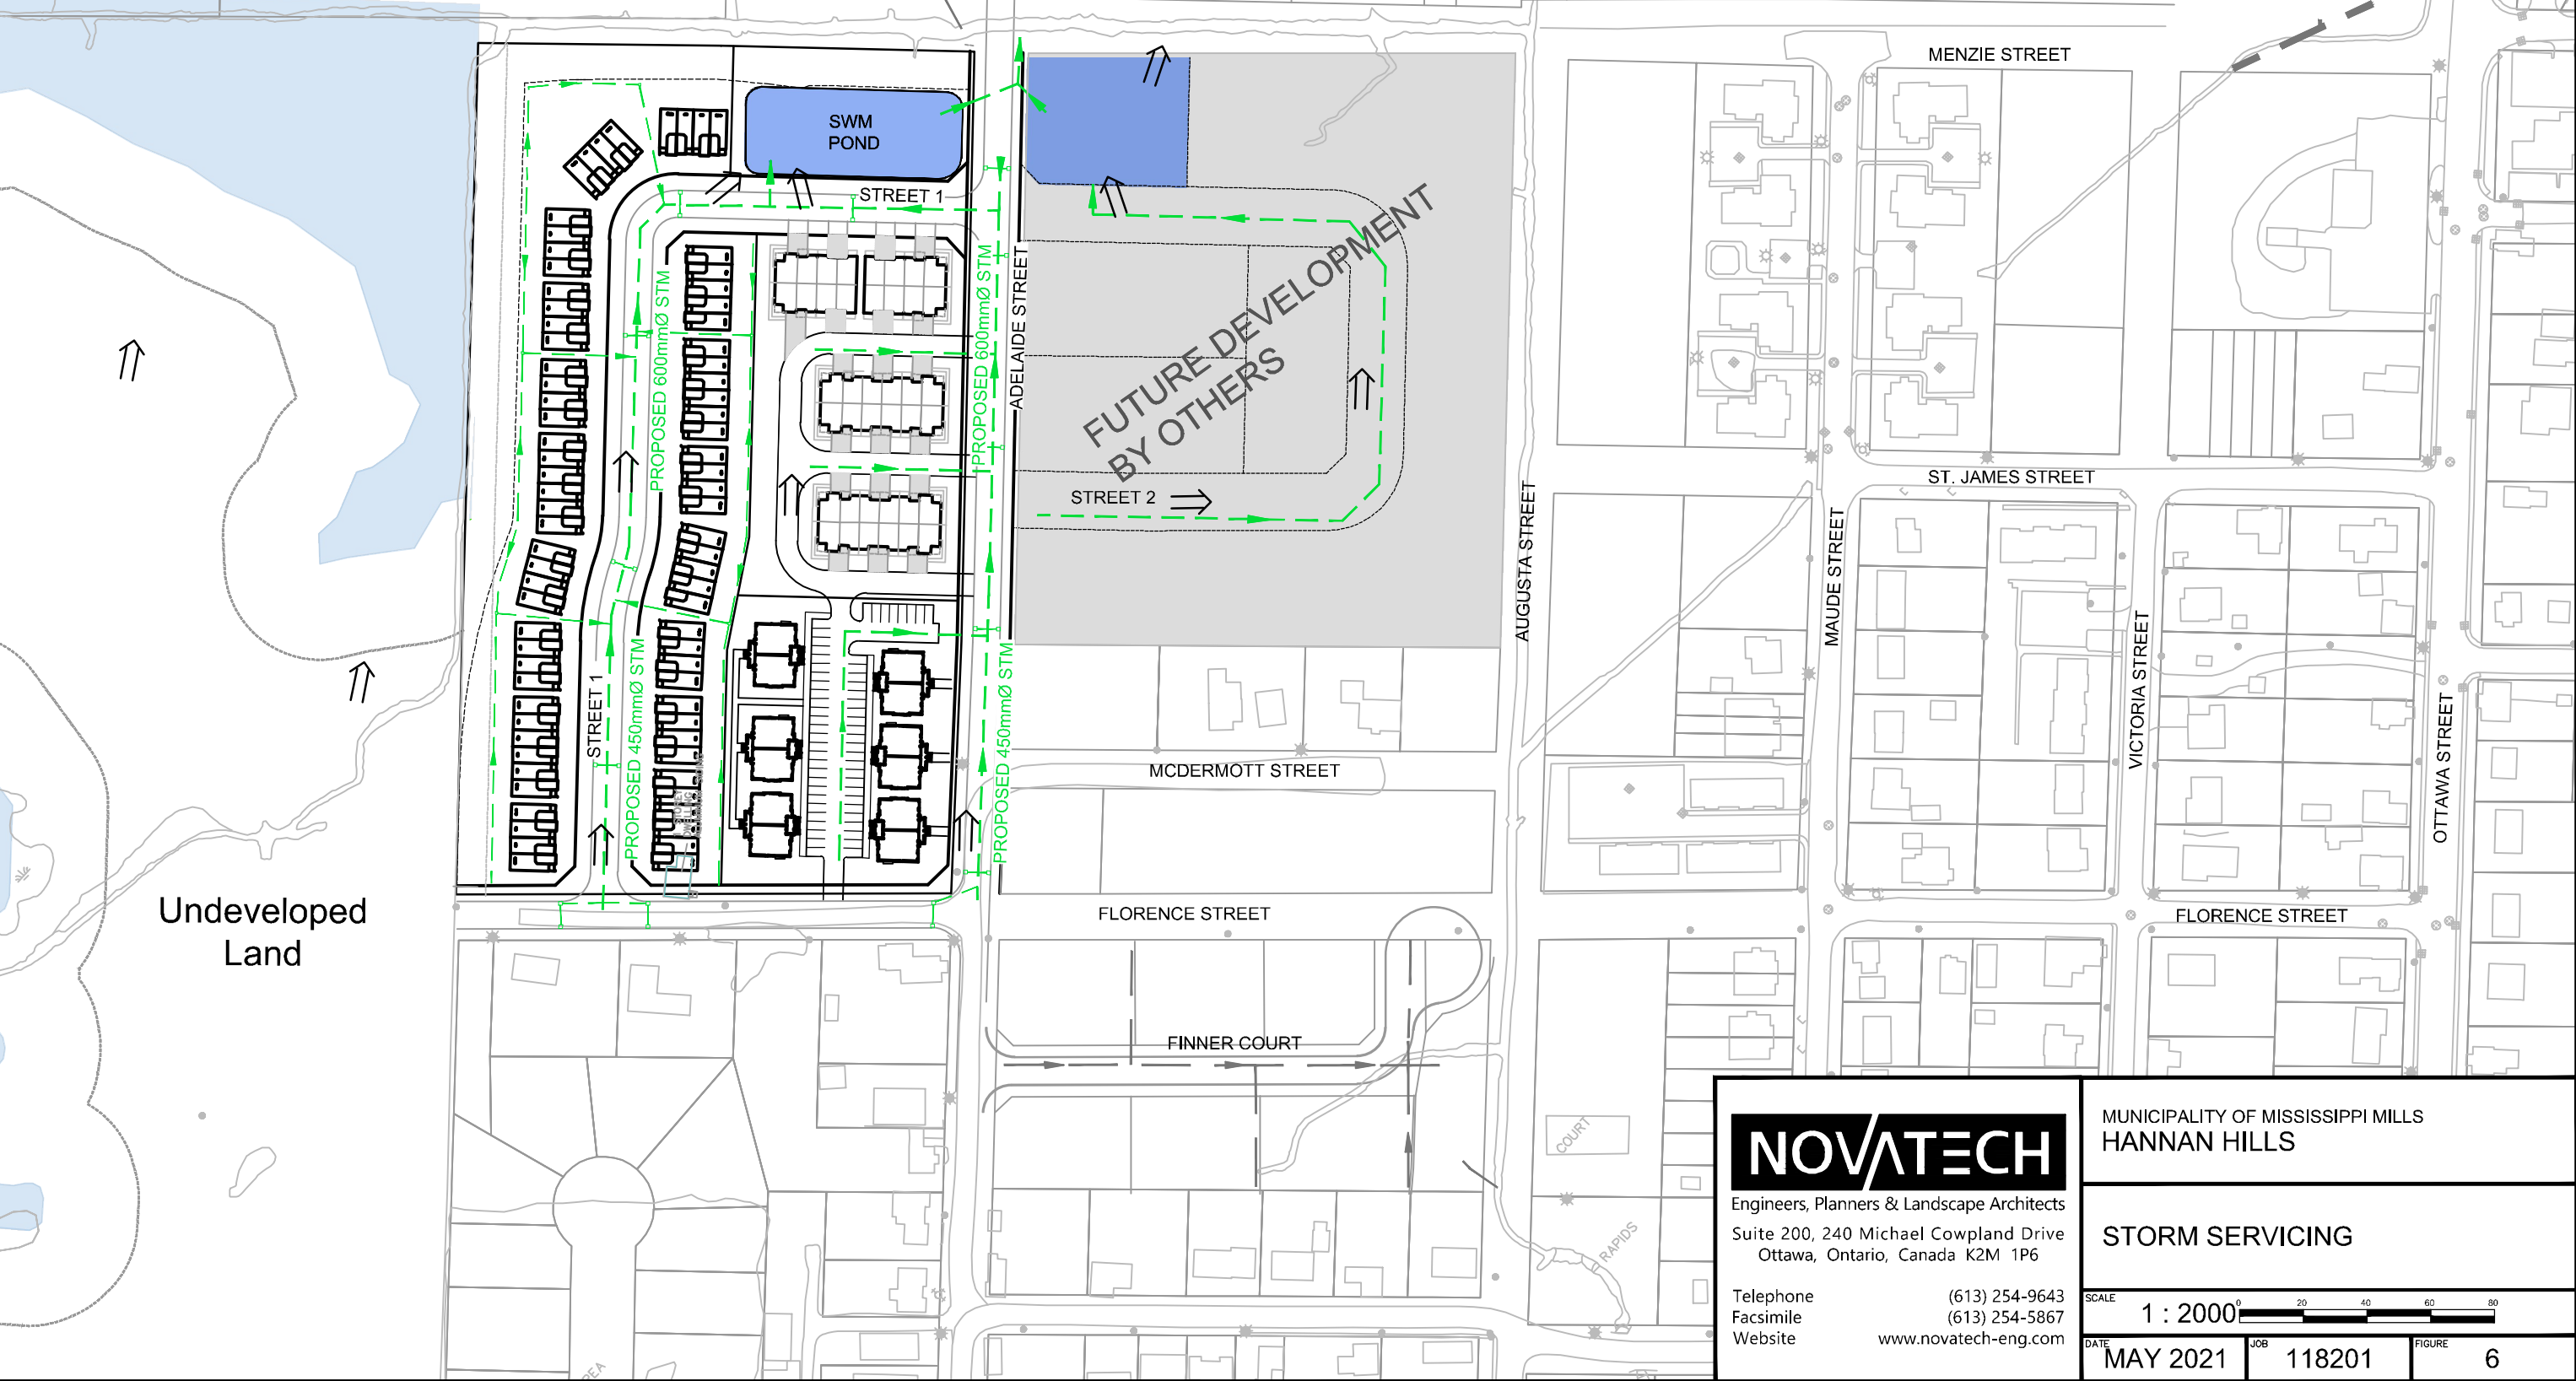 MENZIE STREET
SWM
POND
STREET 1
PROPOSED 600mmØ STM
PROPOSED 600mmØ STM
ADELAIDE STREET
FUTURE DEVELOPMENT
BY OTHERS
STREET 2
AUGUSTA STREET
ST. JAMES STREET
MAUDE STREET
VICTORIA STREET
OTTAWA STREET
STREET 1
PROPOSED 450mmØ STM
PROPOSED 450mmØ STM
MCDERMOTT STREET
Undeveloped
Land
FLORENCE STREET
FLORENCE STREET
FINNER COURT
COURT
RAPIDS
NOVATECH
Engineers, Planners & Landscape Architects
Suite 200, 240 Michael Cowpland Drive
Ottawa, Ontario, Canada K2M 1P6
Telephone (613) 254-9643
Facsimile (613) 254-5867
Website www.novatech-eng.com
MUNICIPALITY OF MISSISSIPPI MILLS
HANNAN HILLS
STORM SERVICING
SCALE
1 : 2000
0 20 40 60 80
DATE
MAY 2021
JOB
118201
FIGURE
6